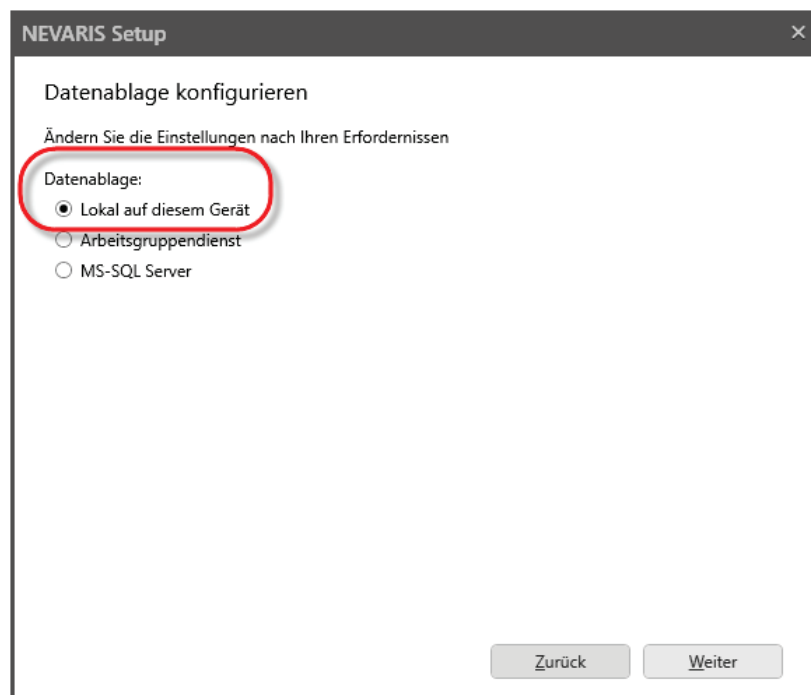 NEVARIS Setup
Datenablage konfigurieren
Ändern Sie die Einstellungen nach Ihren Erfordernissen
Datenablage:
Lokal auf diesem Gerät
Arbeitsgruppendienst
MS-SQL Server
Zurück
Weiter